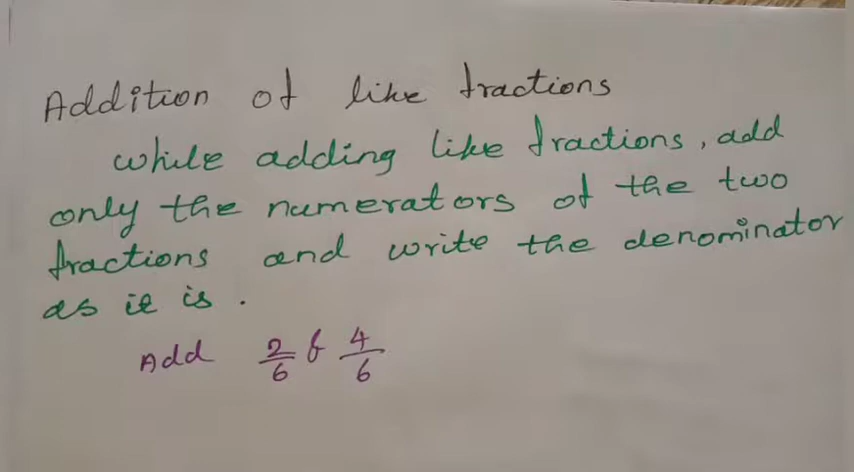 Addition of like fractions
while adding like fractions, add
only the numerators of the two
fractions and write the denominator
as it is.
Add 2/6 & 4/6